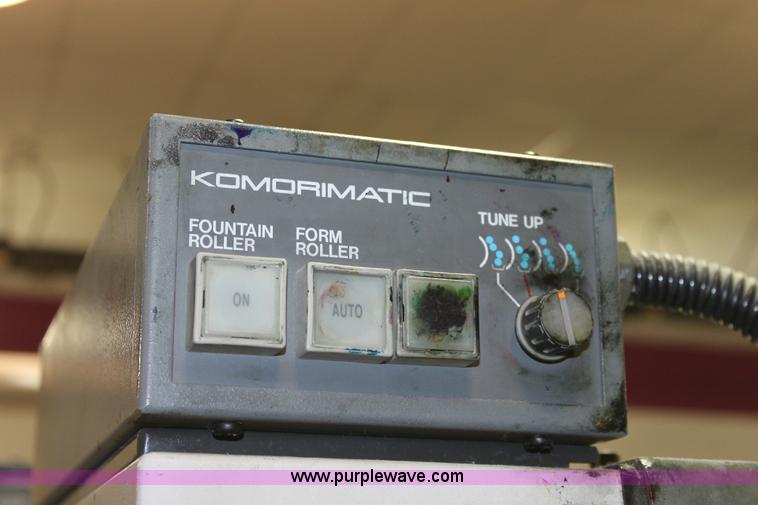 KOMORIMATIC
FOUNTAIN
ROLLER
FORM
ROLLER
TUNE UP
ON
AUTO
www.purplewave.com